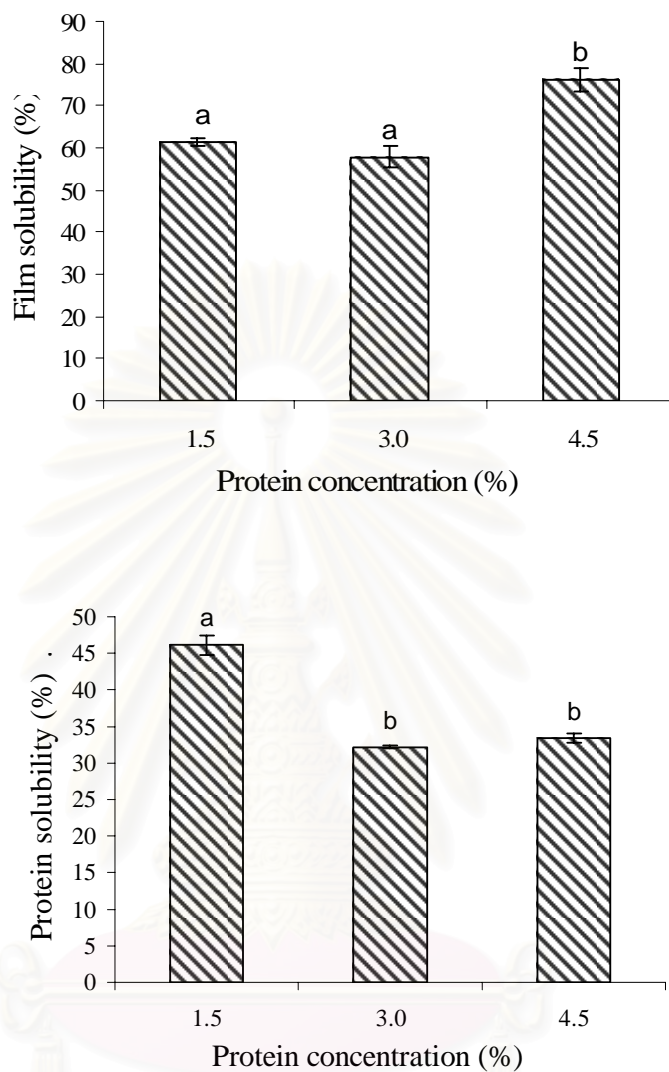 90
80
70
60
50
40
30
20
10
0
Film solubility (%)
a
a
b
1.5 3.0 4.5
Protein concentration (%)
50
45
40
35
30
25
20
15
10
5
0
Protein solubility (%) .
a
b
b
1.5 3.0 4.5
Protein concentration (%)